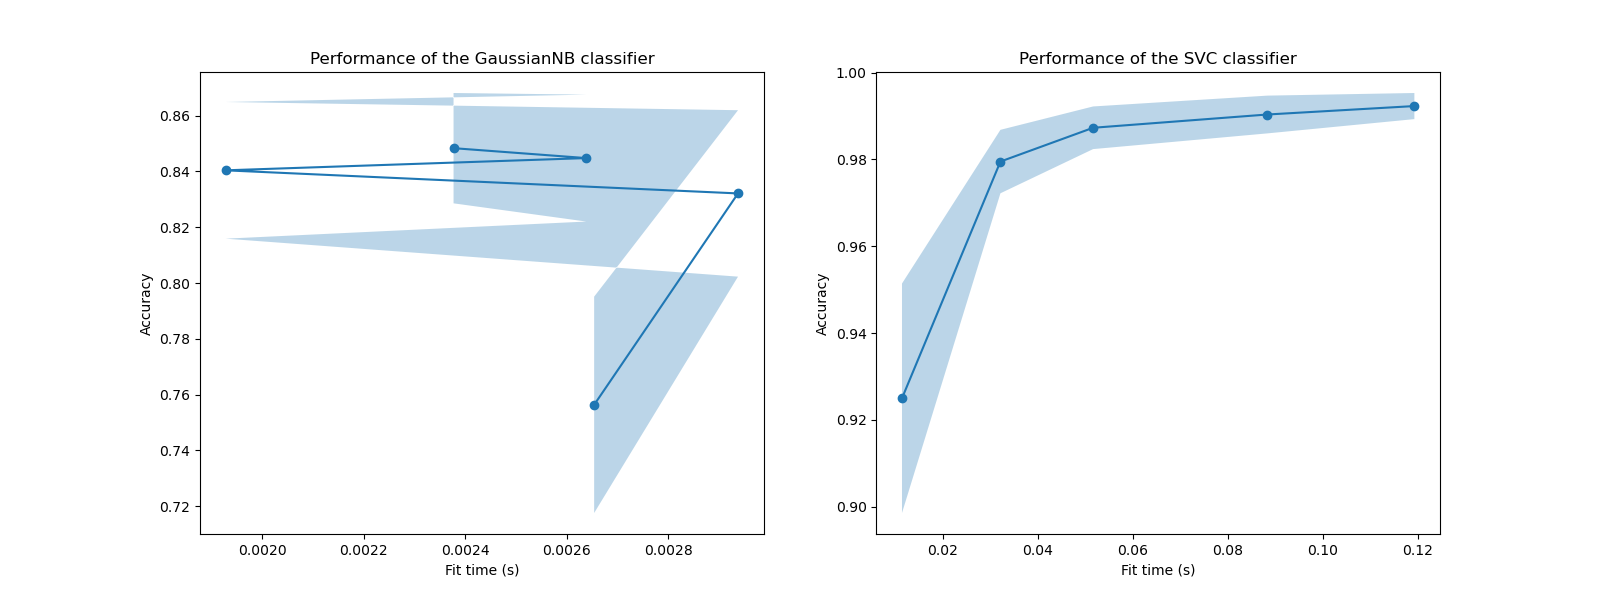 Performance of the GaussianNB classifier
Accuracy
0.86
0.84
0.82
0.80
0.78
0.76
0.74
0.72
0.0020 0.0022 0.0024 0.0026 0.0028
Fit time (s)
Performance of the SVC classifier
Accuracy
1.00
0.98
0.96
0.94
0.92
0.90
0.02 0.04 0.06 0.08 0.10 0.12
Fit time (s)